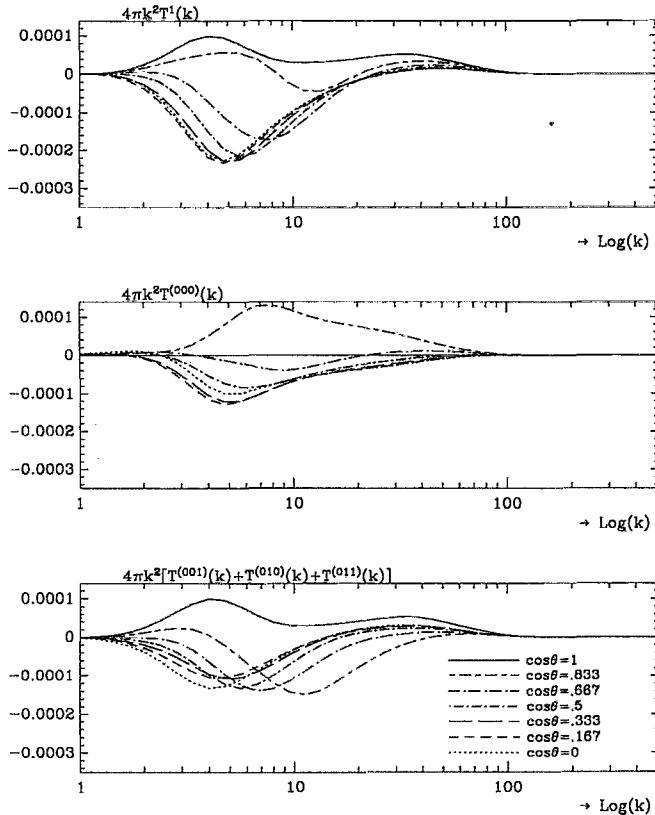 4πk²T¹(k)
0.0001
0
-0.0001
-0.0002
-0.0003
1 10 100
→ Log(k)
4πk²T⁽⁰⁰⁰⁾(k)
0.0001
0
-0.0001
-0.0002
-0.0003
1 10 100
→ Log(k)
4πk²[T⁽⁰⁰¹⁾(k)+T⁽⁰¹⁰⁾(k)+T⁽⁰¹¹⁾(k)]
0.0001
0
-0.0001
-0.0002
-0.0003
cosθ=1
cosθ=.833
cosθ=.667
cosθ=.5
cosθ=.333
cosθ=.167
cosθ=0
1 10 100
→ Log(k)